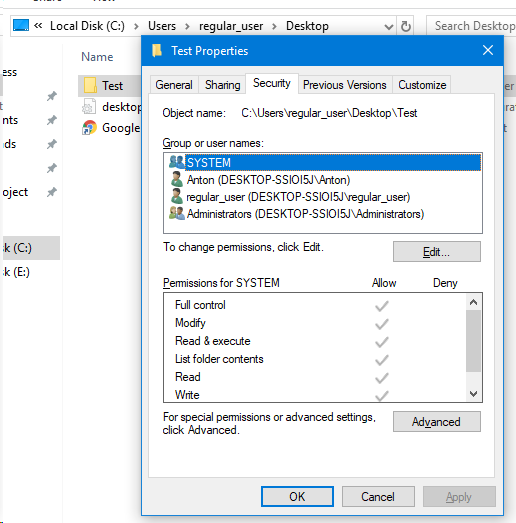 Share View
« Local Disk (C:) > Users > regular_user > Desktop
Search Desktop
Name
ess
Test
desktop
Google
nts
ds
oject
k (C:)
k (E:)
Test Properties
General Sharing Security Previous Versions Customize
Object name: C:\Users\regular_user\Desktop\Test
Group or user names:
SYSTEM
Anton (DESKTOP-SSIOI5J\Anton)
regular_user (DESKTOP-SSIOI5J\regular_user)
Administrators (DESKTOP-SSIOI5J\Administrators)
To change permissions, click Edit.
Edit...
Permissions for SYSTEM Allow Deny
Full control
Modify
Read & execute
List folder contents
Read
Write
For special permissions or advanced settings,
click Advanced.
Advanced
OK Cancel Apply